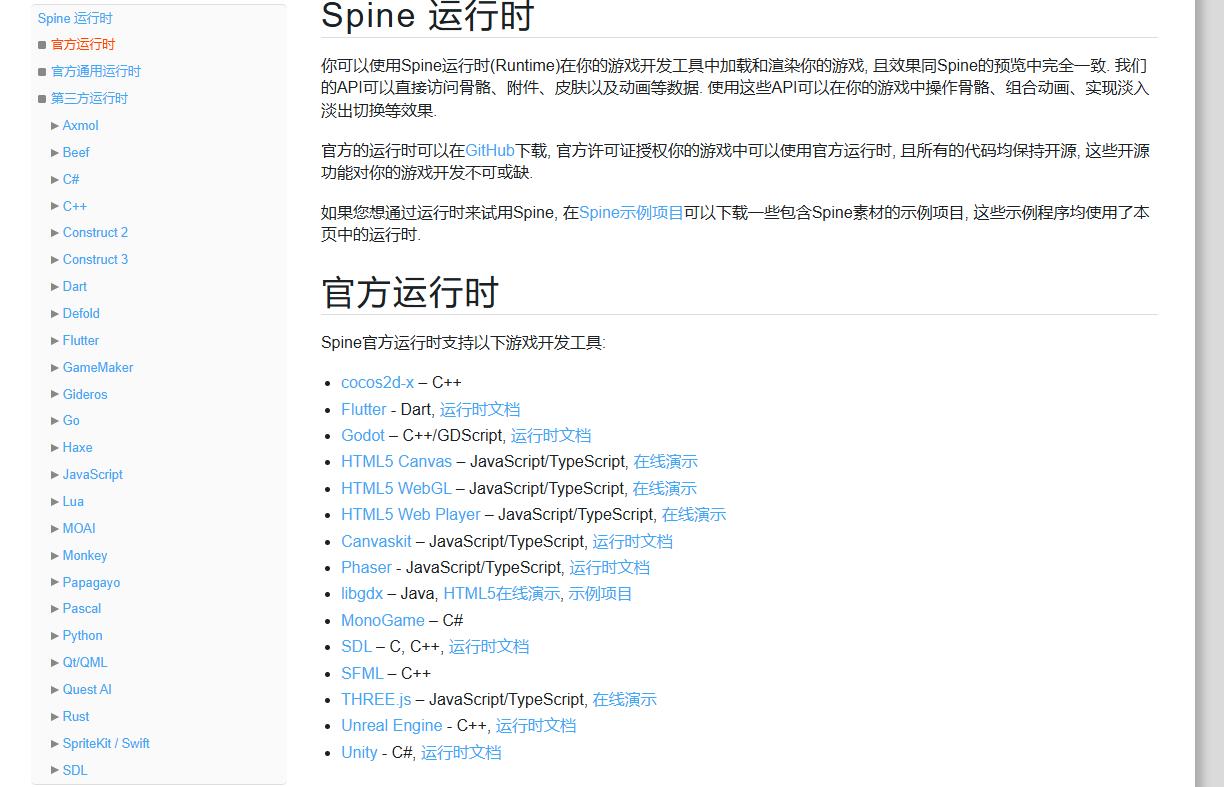 Spine 运行时
官方运行时
官方通用运行时
第三方运行时
Axmol
Beef
C#
C++
Construct 2
Construct 3
Dart
Defold
Flutter
GameMaker
Gideros
Go
Haxe
JavaScript
Lua
MOAI
Monkey
Papagayo
Pascal
Python
Qt/QML
Quest AI
Rust
SpriteKit / Swift
SDL
Spine 运行时
你可以使用Spine运行时(Runtime)在你的游戏开发工具中加载和渲染你的游戏, 且效果同Spine的预览中完全一致. 我们
的API可以直接访问骨骼、附件、皮肤以及动画等数据. 使用这些API可以在你的游戏中操作骨骼、组合动画、实现淡入
淡出切换等效果.
官方的运行时可以在GitHub下载, 官方许可证授权你的游戏中可以使用官方运行时, 且所有的代码均保持开源, 这些开源
功能对你的游戏开发不可或缺.
如果您想通过运行时来试用Spine, 在Spine示例项目可以下载一些包含Spine素材的示例项目, 这些示例程序均使用了本
页中的运行时.
官方运行时
Spine官方运行时支持以下游戏开发工具:
• cocos2d-x – C++
• Flutter - Dart, 运行时文档
• Godot – C++/GDScript, 运行时文档
• HTML5 Canvas – JavaScript/TypeScript, 在线演示
• HTML5 WebGL – JavaScript/TypeScript, 在线演示
• HTML5 Web Player – JavaScript/TypeScript, 在线演示
• Canvaskit – JavaScript/TypeScript, 运行时文档
• Phaser - JavaScript/TypeScript, 运行时文档
• libgdx – Java, HTML5在线演示, 示例项目
• MonoGame – C#
• SDL – C, C++, 运行时文档
• SFML – C++
• THREE.js – JavaScript/TypeScript, 在线演示
• Unreal Engine - C++, 运行时文档
• Unity - C#, 运行时文档